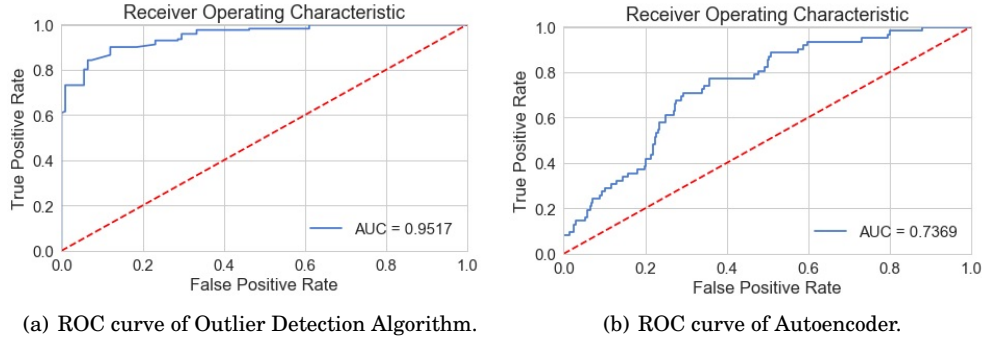 Receiver Operating Characteristic
1.0
0.8
0.6
0.4
0.2
0.0
True Positive Rate
AUC = 0.9517
0.0 0.2 0.4 0.6 0.8 1.0
False Positive Rate
(a) ROC curve of Outlier Detection Algorithm.
Receiver Operating Characteristic
1.0
0.8
0.6
0.4
0.2
0.0
True Positive Rate
AUC = 0.7369
0.0 0.2 0.4 0.6 0.8 1.0
False Positive Rate
(b) ROC curve of Autoencoder.